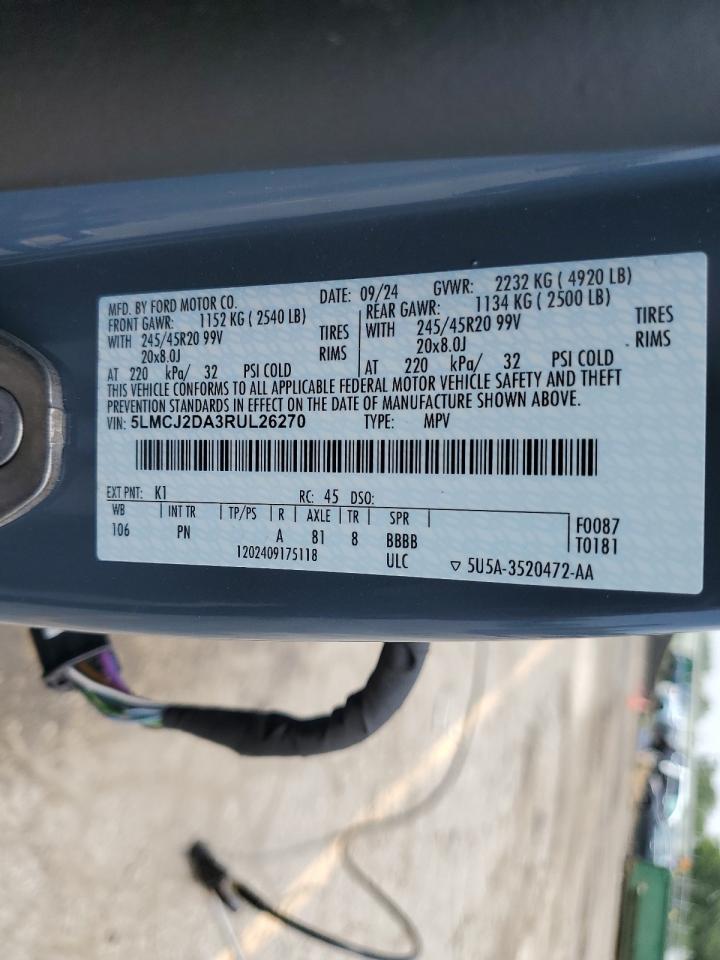 MFD. BY FORD MOTOR CO. DATE: 09/24 GVWR: 2232 KG ( 4920 LB)
FRONT GAWR: 1152 KG ( 2540 LB) REAR GAWR: 1134 KG ( 2500 LB)
WITH 245/45R20 99V TIRES WITH 245/45R20 99V TIRES
20x8.0J RIMS 20x8.0J RIMS
AT 220 kPa/ 32 PSI COLD AT 220 kPa/ 32 PSI COLD
THIS VEHICLE CONFORMS TO ALL APPLICABLE FEDERAL MOTOR VEHICLE SAFETY AND THEFT
PREVENTION STANDARDS IN EFFECT ON THE DATE OF MANUFACTURE SHOWN ABOVE.
VIN: 5LMCJ2DA3RUL26270 TYPE: MPV
EXT PNT: K1 RC: 45 DSO:
WB INT TR TP/PS R AXLE TR SPR F0087
106 PN A 81 8 BBBB T0181
1202409175118 ULC ▽ 5U5A-3520472-AA